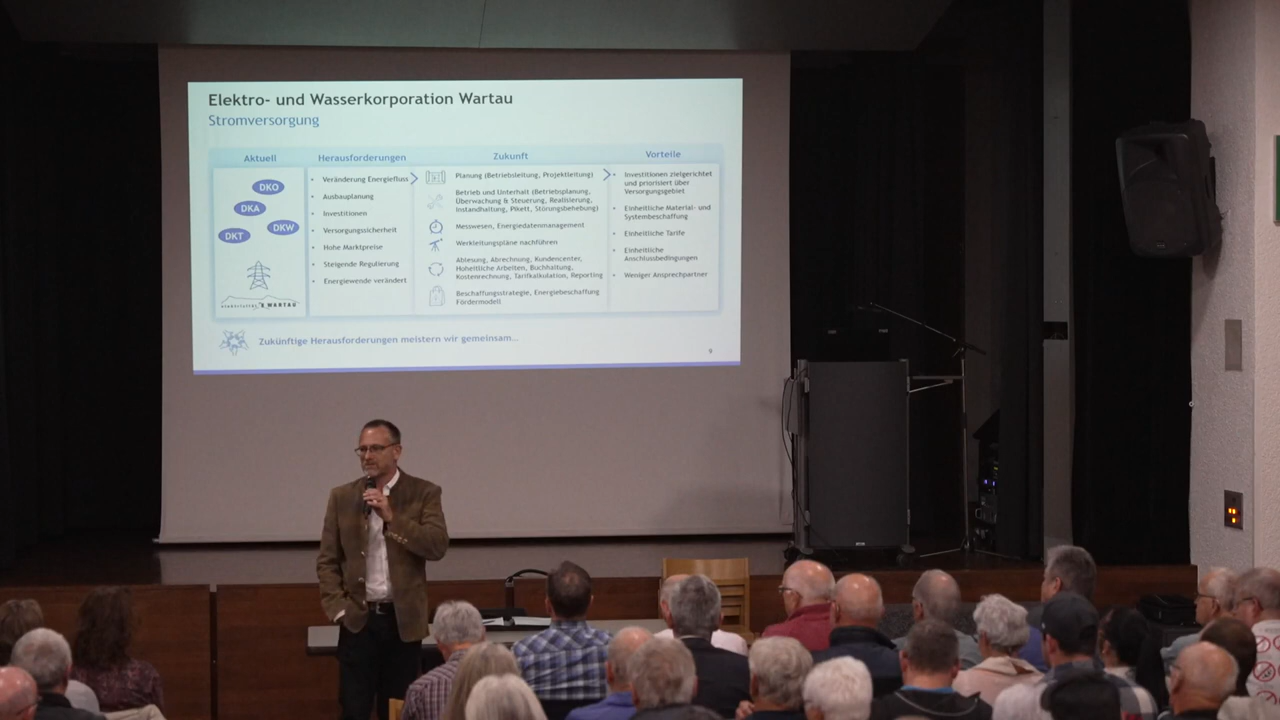 Elektro- und Wasserkorporation Wartau
Stromversorgung
Aktuell
DKO
DKA
DKW
DKT
elektrizität 's WARTAU
Herausforderungen
• Veränderung Energiefluss
• Ausbauplanung
• Investitionen
• Versorgungssicherheit
• Hohe Marktpreise
• Steigende Regulierung
• Energiewende verändert
Zukunft
Planung (Betriebsleitung, Projektleitung)
Betrieb und Unterhalt (Betriebsplanung,
Überwachung & Steuerung, Realisierung,
Instandhaltung, Pikett, Störungsbehebung)
Messwesen, Energiedatenmanagement
Werkleitungspläne nachführen
Ablesung, Abrechnung, Kundencenter,
Hoheitliche Arbeiten, Buchhaltung,
Kostenrechnung, Tarifkalkulation, Reporting
Beschaffungsstrategie, Energiebeschaffung
Fördermodell
Vorteile
• Investitionen zielgerichtet
und priorisiert über
Versorgungsgebiet
• Einheitliche Material- und
Systembeschaffung
• Einheitliche Tarife
• Einheitliche
Anschlussbedingungen
• Weniger Ansprechpartner
Zukünftige Herausforderungen meistern wir gemeinsam...
9